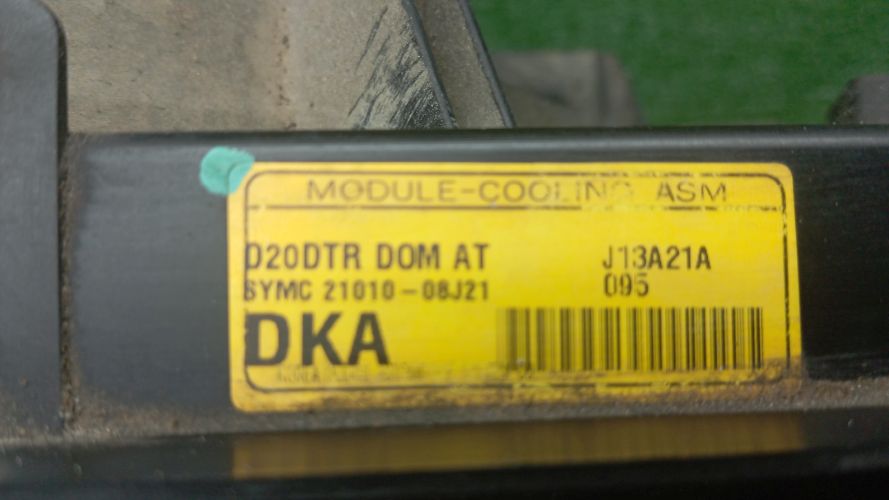 MODULE-COOLING ASM
D20DTR DOM AT
J13A21A
SYMC 21010-08J21
095
DKA